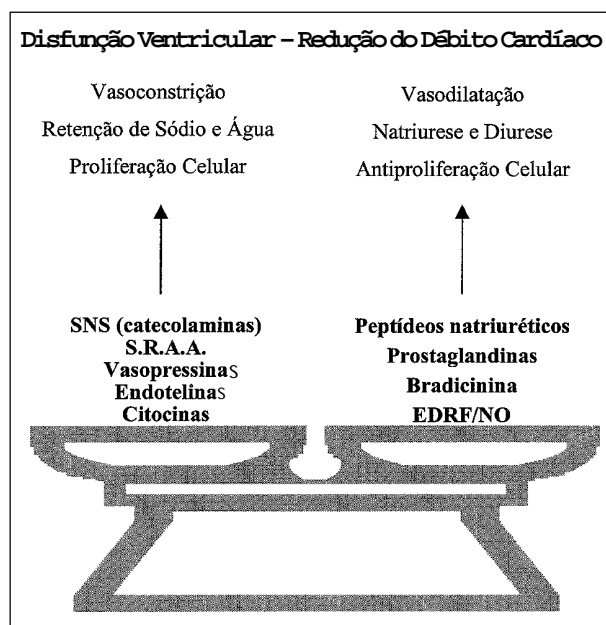 Disfunção Ventricular – Redução do Débito Cardíaco
Vasoconstrição
Retenção de Sódio e Água
Proliferação Celular
Vasodilatação
Natriurese e Diurese
Antiproliferação Celular
SNS (catecolaminas)
S.R.A.A.
Vasopressinas
Endotelinas
Citocinas
Peptídeos natriuréticos
Prostaglandinas
Bradicinina
EDRF/NO